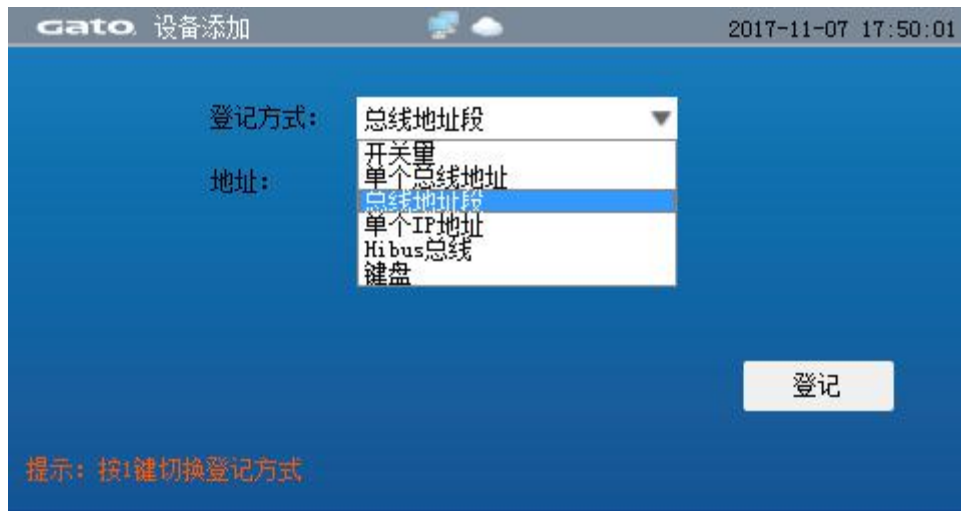 Gato 设备添加 2017-11-07 17:50:01
登记方式: 总线地址段
开关量
单个总线地址
地址:
总线地址段
单个IP地址
Hibus总线
键盘
登记
提示: 按1键切换登记方式